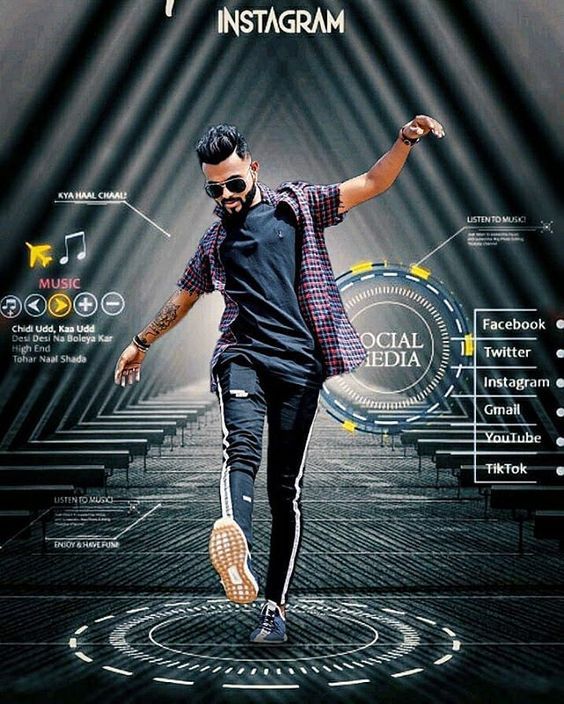 INSTAGRAM
KYA HAAL CHAAL!
LISTEN TO MUSIC!
MUSIC
Chidi Udd, Kaa Udd
Desi Desi Na Boleya Kar
High End
Tohar Naal Shada
OCIAL
MEDIA
Facebook
Twitter
Instagram
Gmail
YouTube
TikTok
LISTEN TO MUSIC!
ENJOY & HAVE FUN!